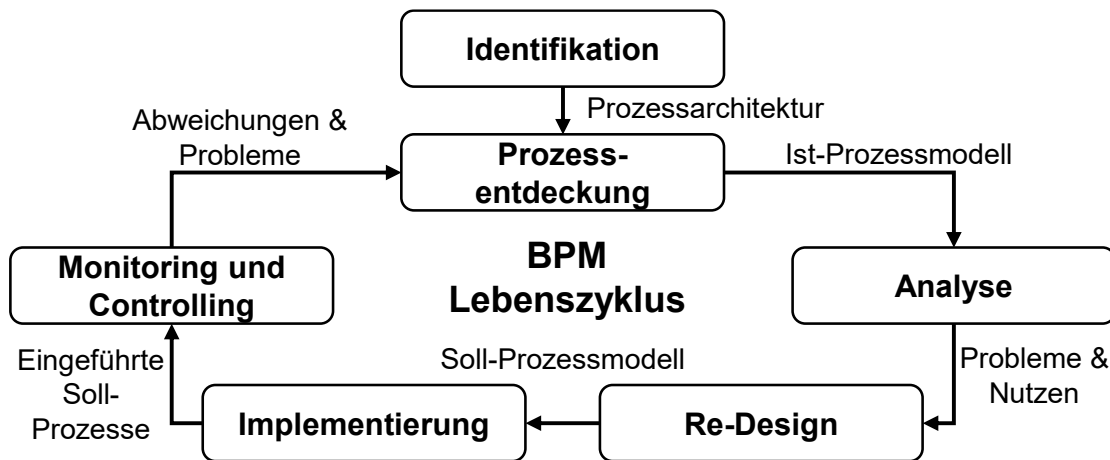 Identifikation
Prozessarchitektur
Abweichungen &
Probleme
Prozess-
entdeckung
Ist-Prozessmodell
BPM
Lebenszyklus
Monitoring und
Controlling
Analyse
Eingeführte
Soll-
Prozesse
Soll-Prozessmodell
Probleme &
Nutzen
Implementierung
Re-Design